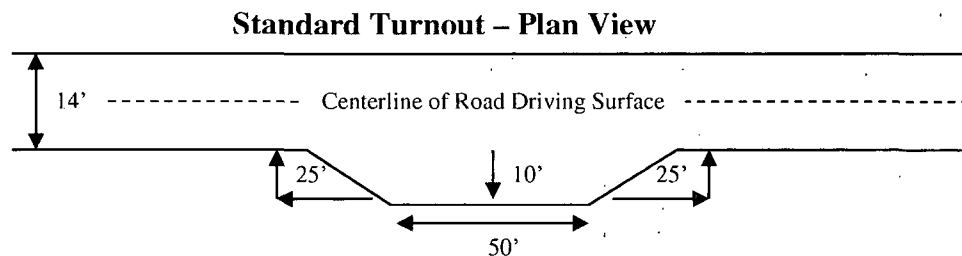 Standard Turnout – Plan View
14'
Centerline of Road Driving Surface
25'
10'
25'
50'